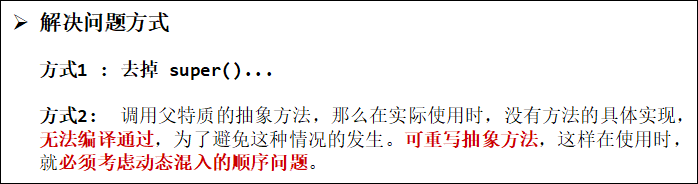 ➢ 解决问题方式
方式1 : 去掉 super()...
方式2: 调用父特质的抽象方法，那么在实际使用时，没有方法的具体实现，
无法编译通过，为了避免这种情况的发生。可重写抽象方法，这样在使用时，
就必须考虑动态混入的顺序问题。